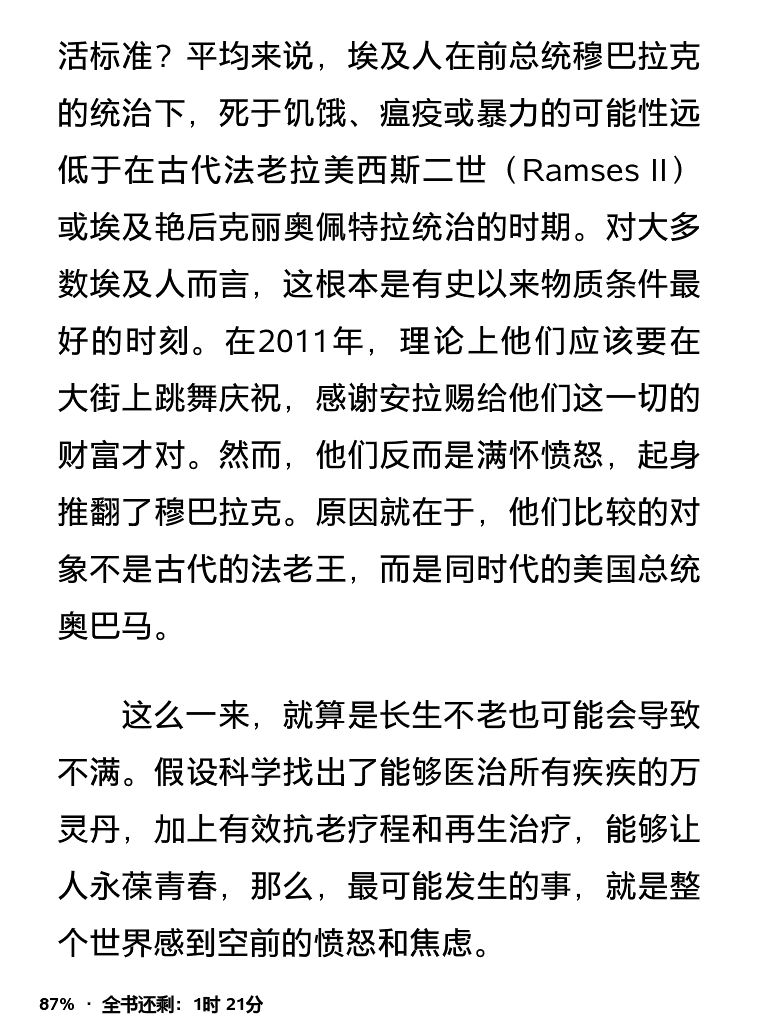 活标准？平均来说，埃及人在前总统穆巴拉克
的统治下，死于饥饿、瘟疫或暴力的可能性远
低于在古代法老拉美西斯二世（Ramses II）
或埃及艳后克丽奥佩特拉统治的时期。对大多
数埃及人而言，这根本是有史以来物质条件最
好的时刻。在2011年，理论上他们应该要在
大街上跳舞庆祝，感谢安拉赐给他们这一切的
财富才对。然而，他们反而是满怀愤怒，起身
推翻了穆巴拉克。原因就在于，他们比较的对
象不是古代的法老王，而是同时代的美国总统
奥巴马。
这么一来，就算是长生不老也可能会导致
不满。假设科学找出了能够医治所有疾疾的万
灵丹，加上有效抗老疗程和再生治疗，能够让
人永葆青春，那么，最可能发生的事，就是整
个世界感到空前的愤怒和焦虑。
87% · 全书还剩：1时 21分